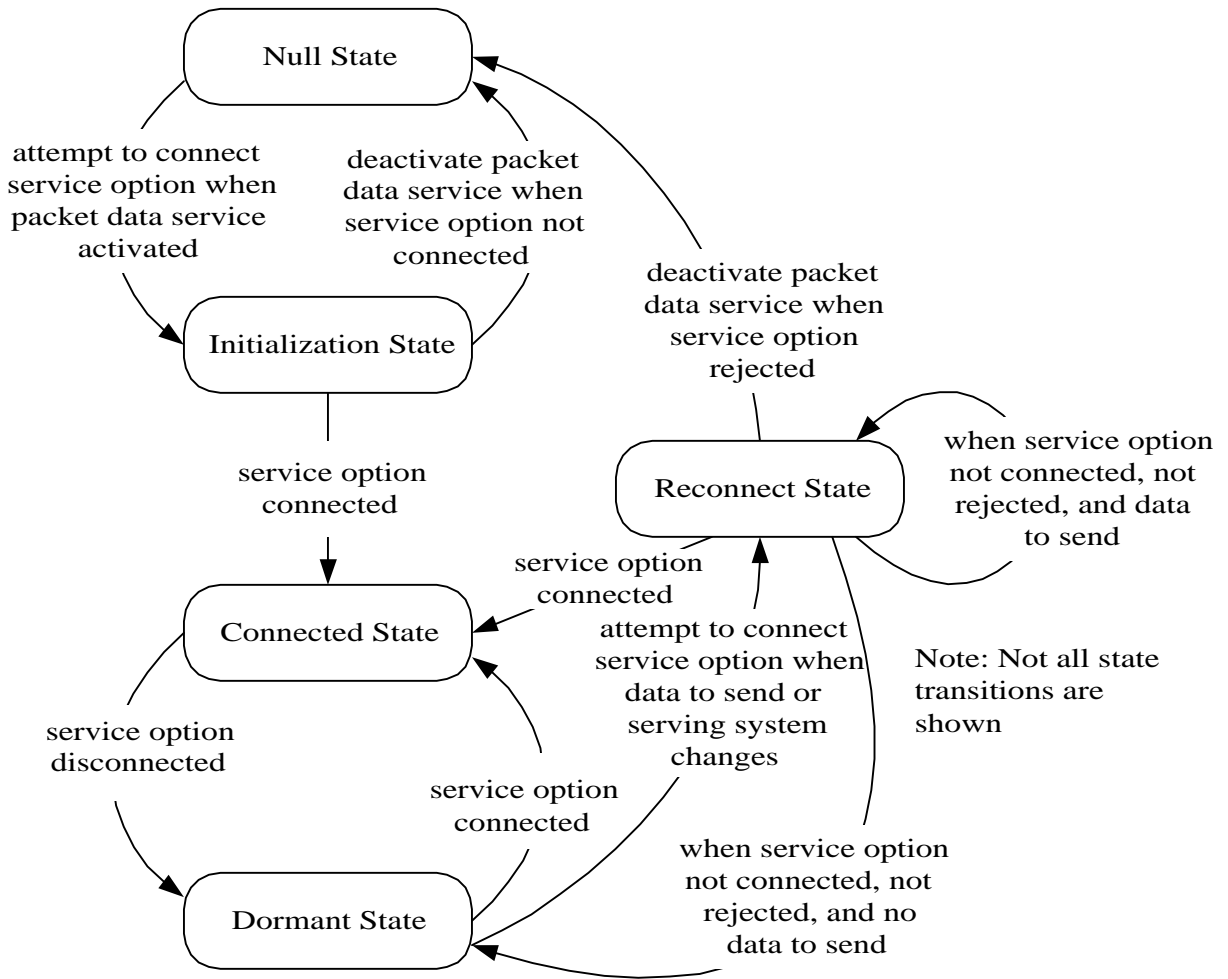 Null State
attempt to connect
service option when
packet data service
activated
deactivate packet
data service when
service option not
connected
deactivate packet
data service when
service option
rejected
Initialization State
service option
connected
Reconnect State
when service option
not connected, not
rejected, and data
to send
service option
connected
Connected State
attempt to connect
service option when
data to send or
serving system
changes
Note: Not all state
transitions are
shown
service option
disconnected
service option
connected
when service option
not connected, not
rejected, and no
data to send
Dormant State